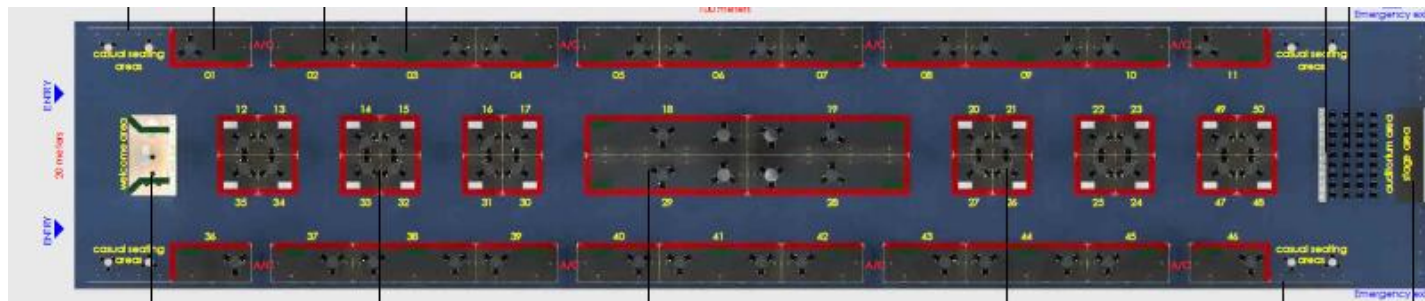 100 meters
Emergency ex
casual seating
areas
A/C
A/C
A/C
A/C
casual seating
areas
01
02
03
04
05
06
07
08
09
10
11
ENTRY
12
13
14
15
16
17
18
19
20
21
22
23
49
50
20 meters
welcome area
auditorium area
stage area
35
34
33
32
31
30
29
28
27
26
25
24
47
48
ENTRY
36
37
38
39
40
41
42
43
44
45
46
casual seating
areas
A/C
A/C
A/C
A/C
casual seating
areas
Emergency ex